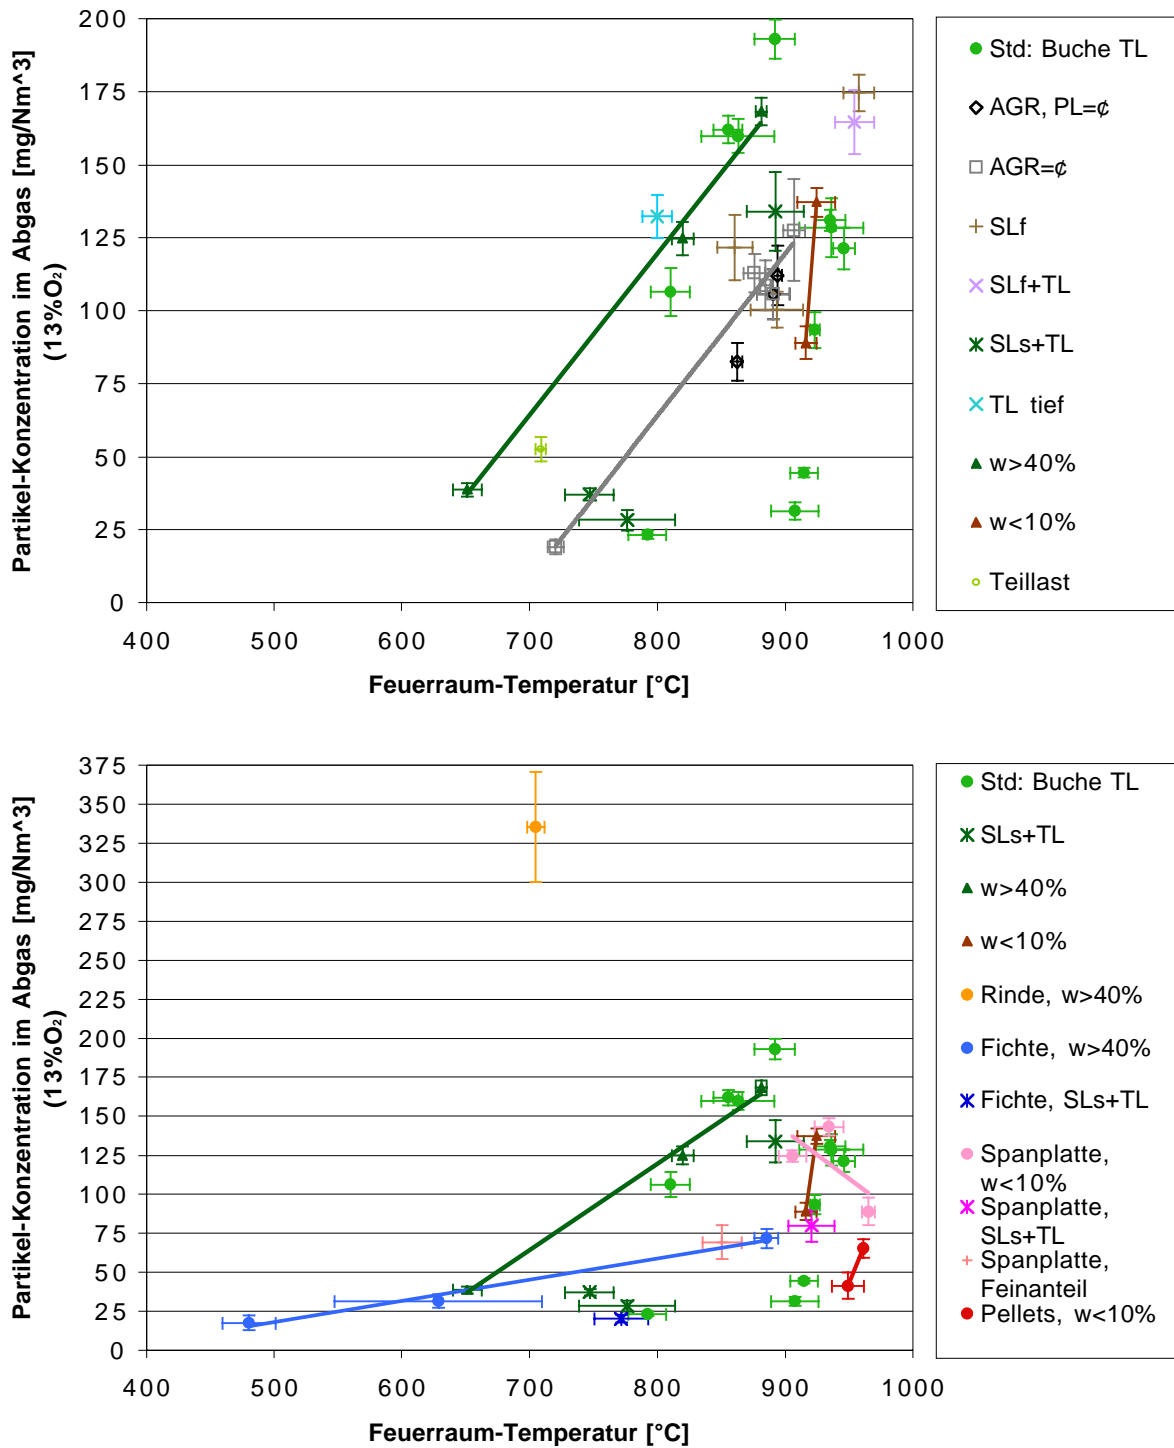 Partikel-Konzentration im Abgas [mg/Nm^3]
(13%O₂)
200
175
150
125
100
75
50
25
0
400 500 600 700 800 900 1000
Feuerraum-Temperatur [°C]
Std: Buche TL
AGR, PL=¢
AGR=¢
SLf
SLf+TL
SLs+TL
TL tief
w>40%
w<10%
Teillast
Partikel-Konzentration im Abgas [mg/Nm^3]
(13%O₂)
375
350
325
300
275
250
225
200
175
150
125
100
75
50
25
0
400 500 600 700 800 900 1000
Feuerraum-Temperatur [°C]
Std: Buche TL
SLs+TL
w>40%
w<10%
Rinde, w>40%
Fichte, w>40%
Fichte, SLs+TL
Spanplatte,
w<10%
Spanplatte,
SLs+TL
Spanplatte,
Feinanteil
Pellets, w<10%